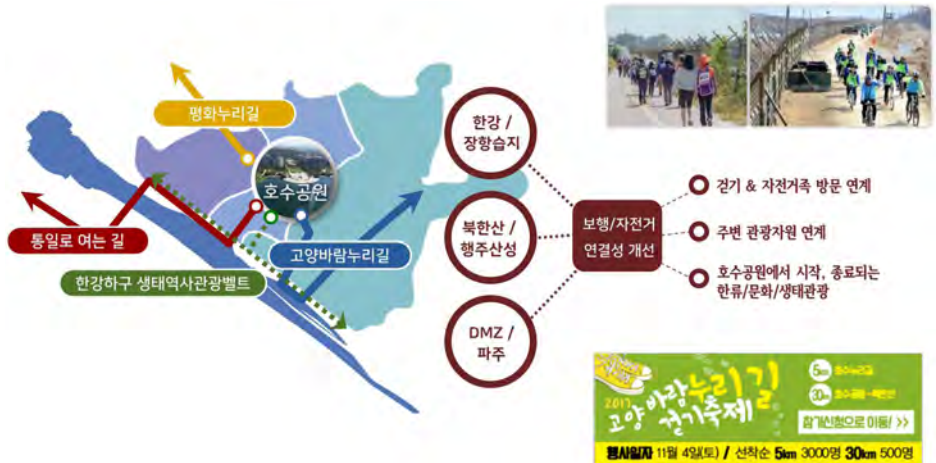 평화누리길
호수공원
통일로 여는 길
고양바람누리길
한강하구 생태역사관광벨트
한강 /
장항습지
북한산 /
행주산성
DMZ /
파주
보행/자전거
연결성 개선
걷기 & 자전거족 방문 연계
주변 관광자원 연계
호수공원에서 시작, 종료되는
한류/문화/생태관광
2017
고양 바람누리길
걷기축제
5km 호수누리길
30km
참가신청으로 이동! >>
행사일자 11월 4일(토) / 선착순 5km 3000명 30km 500명